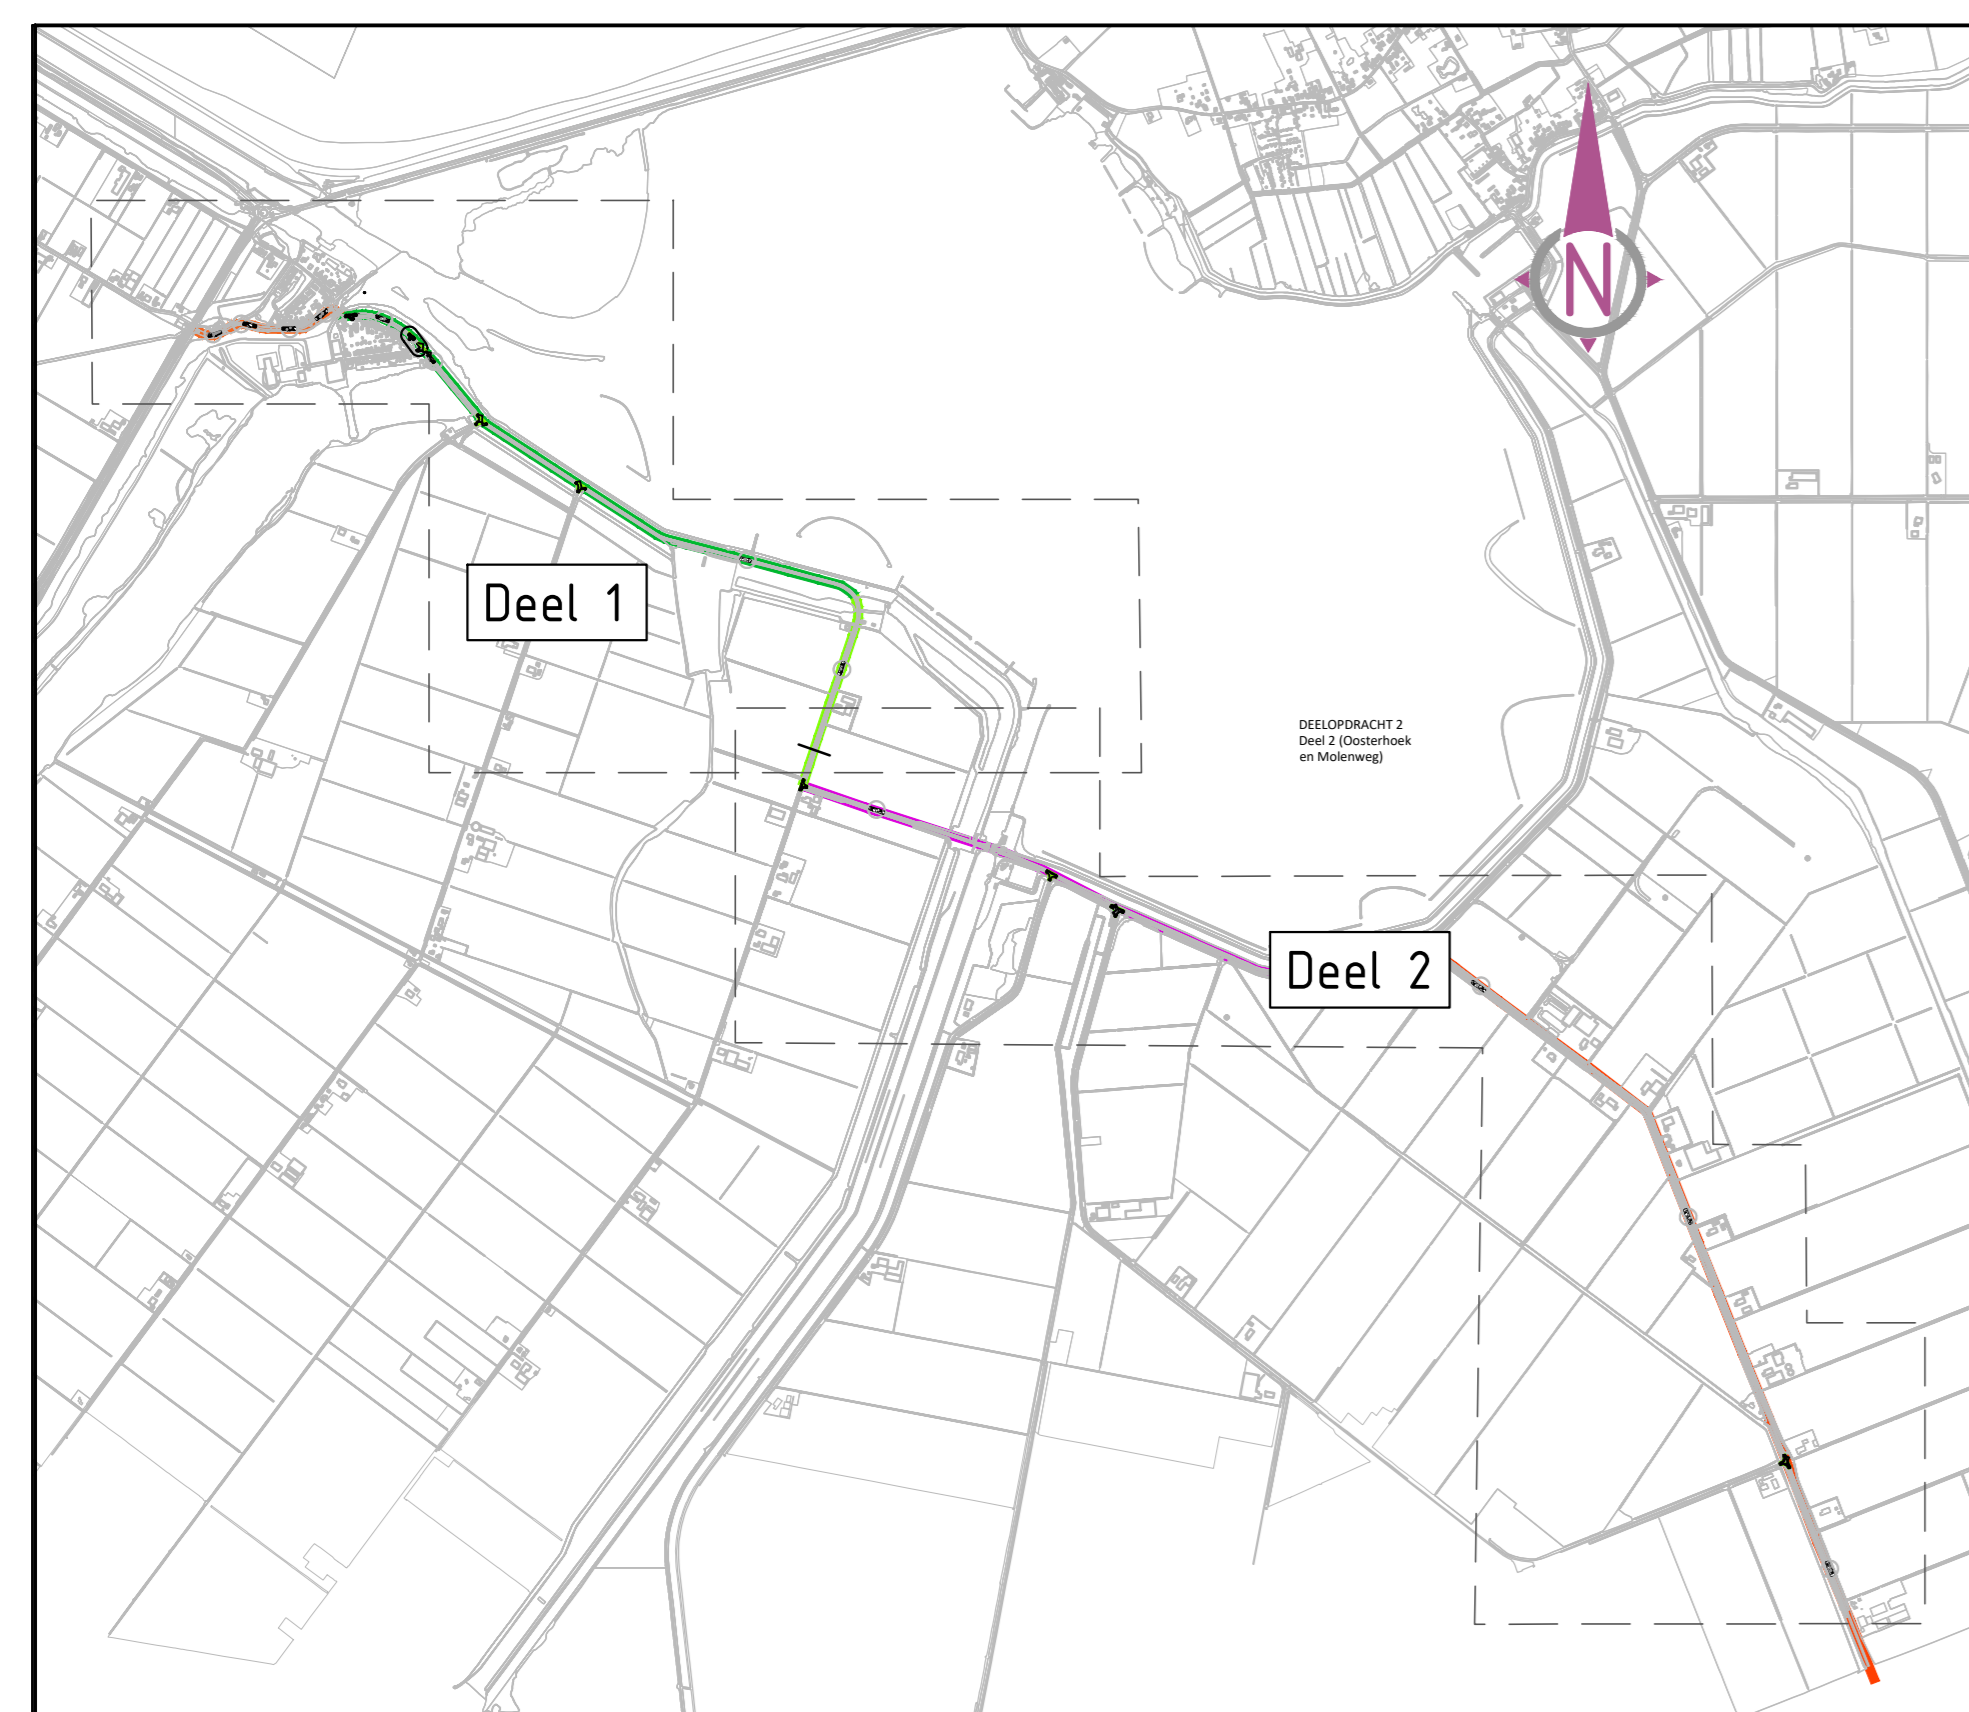 N
Deel 1
DEELOPDRACHT 2
Deel 2 (Oosterhoek
en Molenweg)
Deel 2